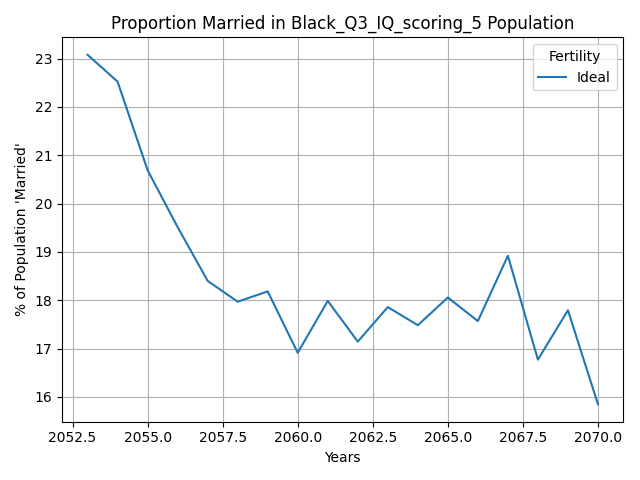 Proportion Married in Black_Q3_IQ_scoring_5 Population
Fertility
Ideal
% of Population 'Married'
23
22
21
20
19
18
17
16
2052.5 2055.0 2057.5 2060.0 2062.5 2065.0 2067.5 2070.0
Years